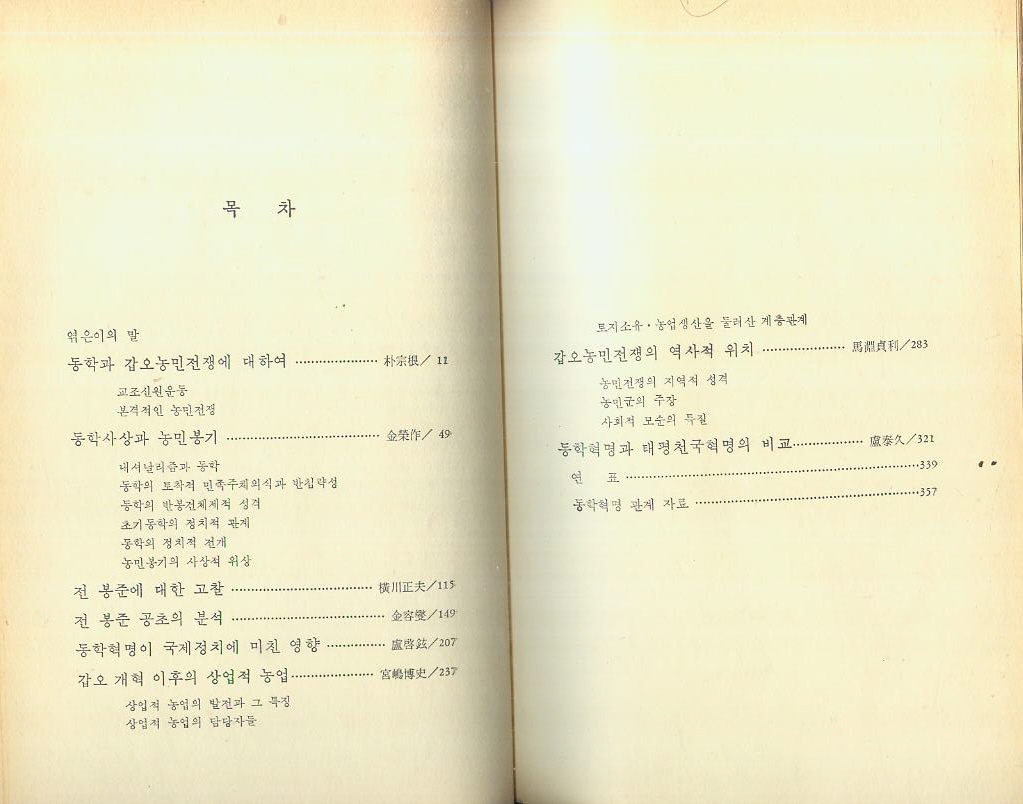 목 차
엮은이의 말
동학과 갑오농민전쟁에 대하여 ·················· 朴宗根／ 11
교조신원운동
본격적인 농민전쟁
동학사상과 농민봉기 ·································· 金榮作／ 49
내셔날리즘과 동학
동학의 토착적 민족주체의식과 반침략성
동학의 반봉건체제적 성격
초기동학의 정치적 관계
동학의 정치적 전개
농민봉기의 사상적 위상
전 봉준에 대한 고찰 ································ 橫川正夫／115
전 봉준 공초의 분석 ·································· 金容燮／149
동학혁명이 국제정치에 미친 영향 ·············· 盧啓鉉／207
갑오 개혁 이후의 상업적 농업··················· 宮嶋博史／237
상업적 농업의 발전과 그 특징
상업적 농업의 담당자들
토지소유·농업생산을 둘러산 계층관계
갑오농민전쟁의 역사적 위치 ··················· 馬淵貞利／283
농민전쟁의 지역적 성격
농민군의 주장
사회적 모순의 특질
동학혁명과 태평천국혁명의 비교················ 盧泰久／321
연 표 ·································································339
동학혁명 관계 자료 ··················································357